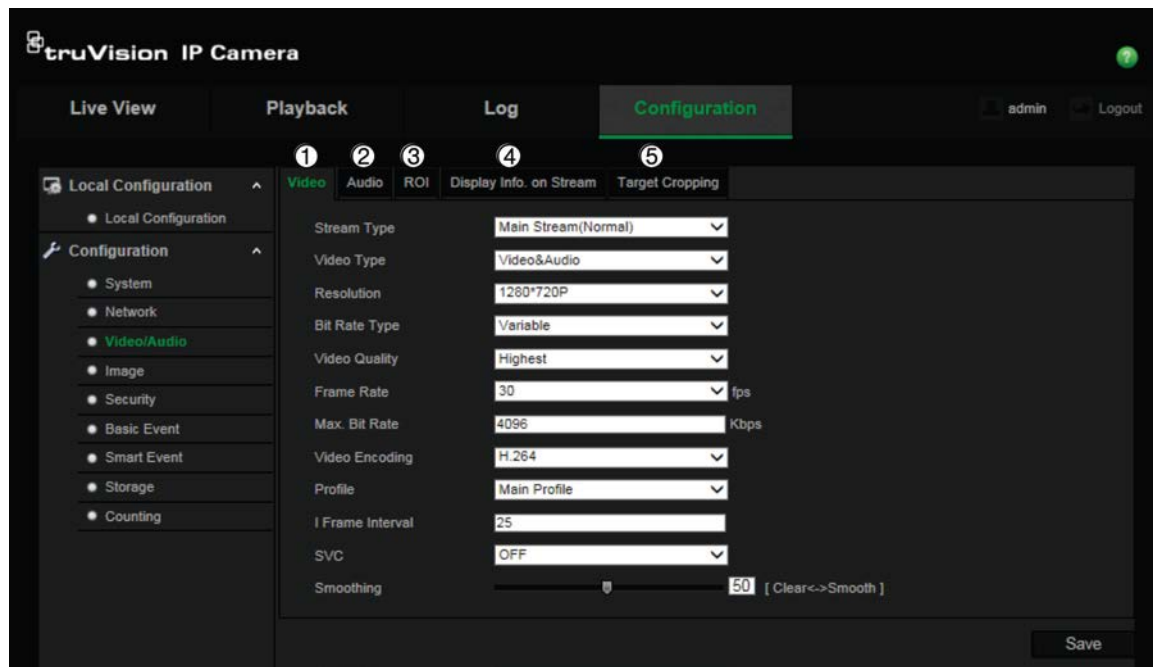 truVision IP Camera
?
Live View Playback Log Configuration admin Logout
1 2 3 4 5
Video Audio ROI Display Info. on Stream Target Cropping
Local Configuration
Local Configuration
Configuration
System
Network
Video/Audio
Image
Security
Basic Event
Smart Event
Storage
Counting
Stream Type Main Stream(Normal)
Video Type Video&Audio
Resolution 1280*720P
Bit Rate Type Variable
Video Quality Highest
Frame Rate 30 fps
Max. Bit Rate 4096 Kbps
Video Encoding H.264
Profile Main Profile
I Frame Interval 25
SVC OFF
Smoothing 50 [ Clear<->Smooth ]
Save